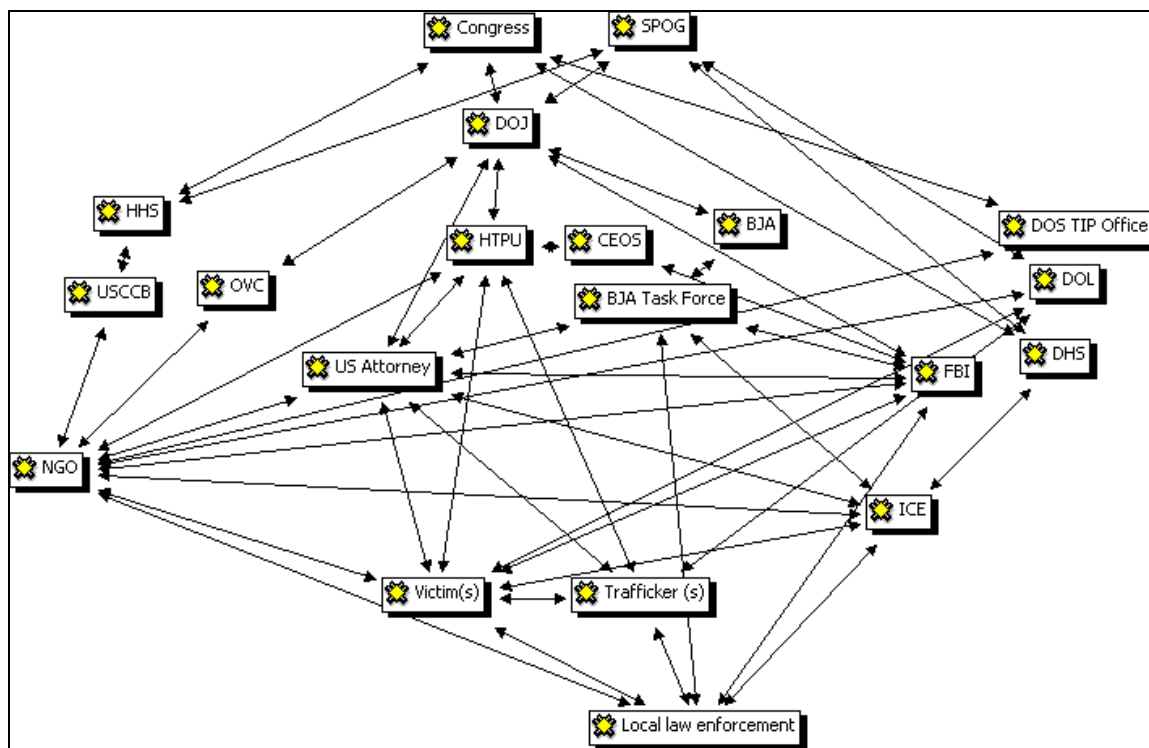 Congress
SPOG
DOJ
HHS
BJA
DOS TIP Office
HTPU
CEOS
USCCB
OVC
DOL
BJA Task Force
US Attorney
FBI
DHS
NGO
ICE
Victim(s)
Trafficker (s)
Local law enforcement